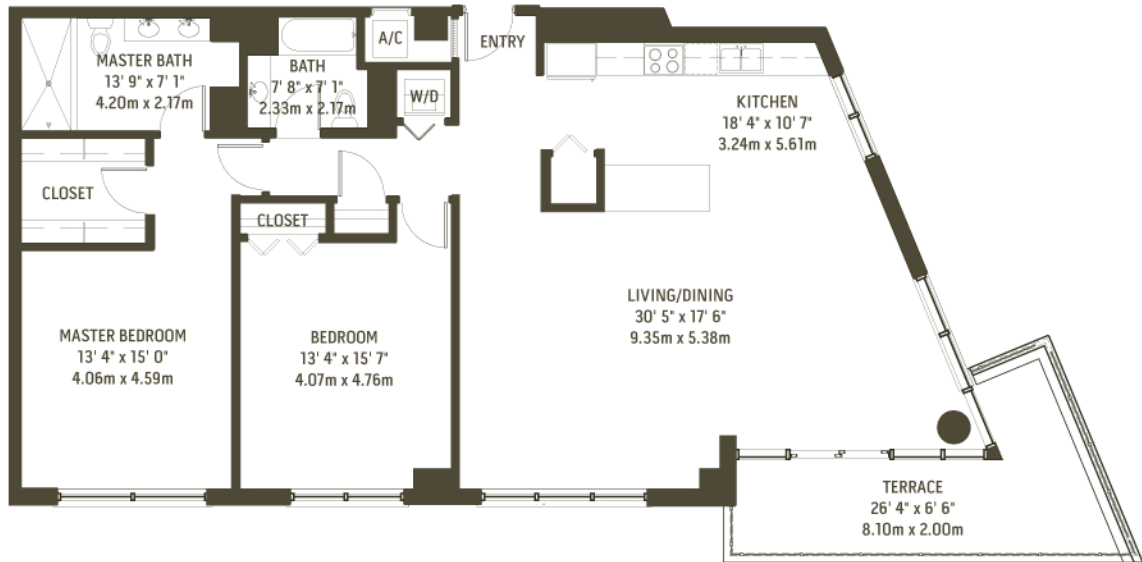 MASTER BATH
13' 9" x 7' 1"
4.20m x 2.17m
BATH
7' 8" x 7' 1"
2.33m x 2.17m
A/C
W/D
ENTRY
KITCHEN
18' 4" x 10' 7"
3.24m x 5.61m
CLOSET
CLOSET
MASTER BEDROOM
13' 4" x 15' 0"
4.06m x 4.59m
BEDROOM
13' 4" x 15' 7"
4.07m x 4.76m
LIVING/DINING
30' 5" x 17' 6"
9.35m x 5.38m
TERRACE
26' 4" x 6' 6"
8.10m x 2.00m